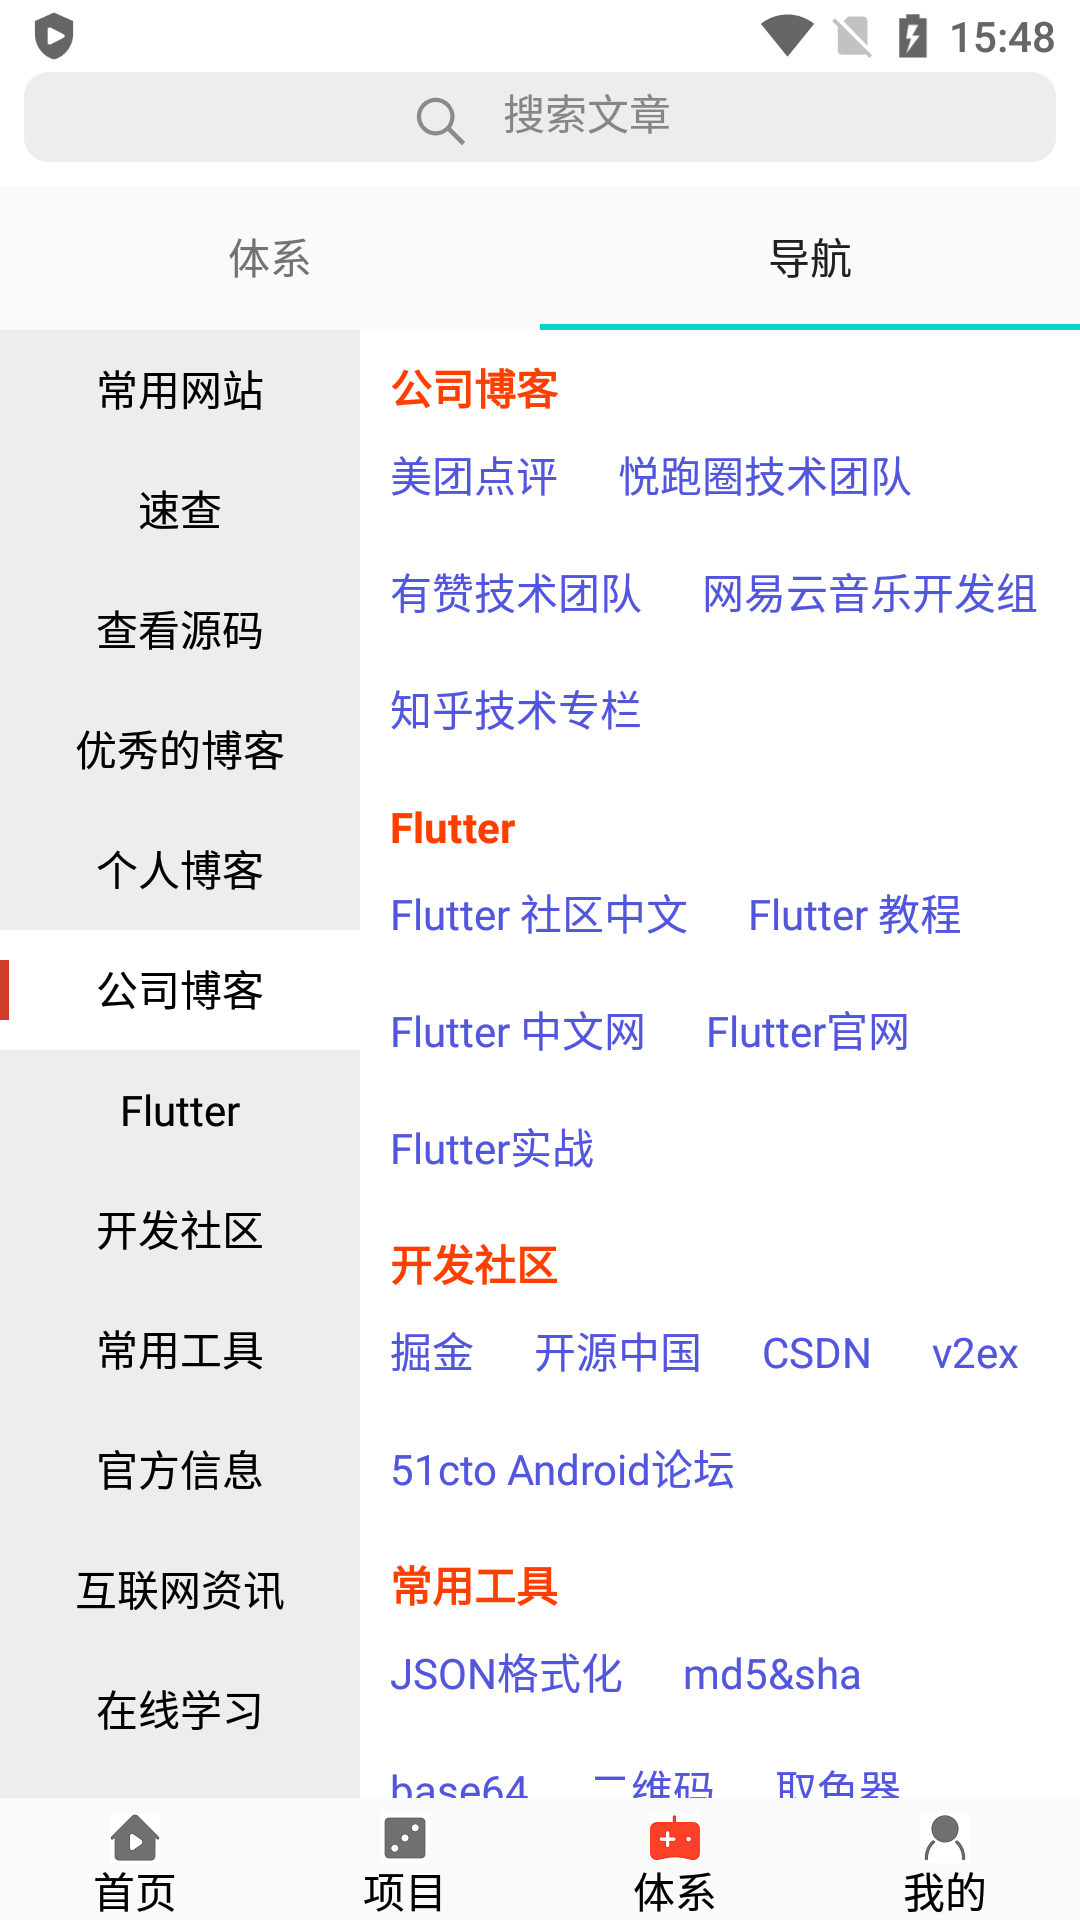 15:48
搜索文章
体系 导航
常用网站
速查
查看源码
优秀的博客
个人博客
公司博客
Flutter
开发社区
常用工具
官方信息
互联网资讯
在线学习
公司博客
美团点评 悦跑圈技术团队
有赞技术团队 网易云音乐开发组
知乎技术专栏
Flutter
Flutter 社区中文 Flutter 教程
Flutter 中文网 Flutter官网
Flutter实战
开发社区
掘金 开源中国 CSDN v2ex
51cto Android论坛
常用工具
JSON格式化 md5&sha
base64 二维码 取色器
首页 项目 体系 我的